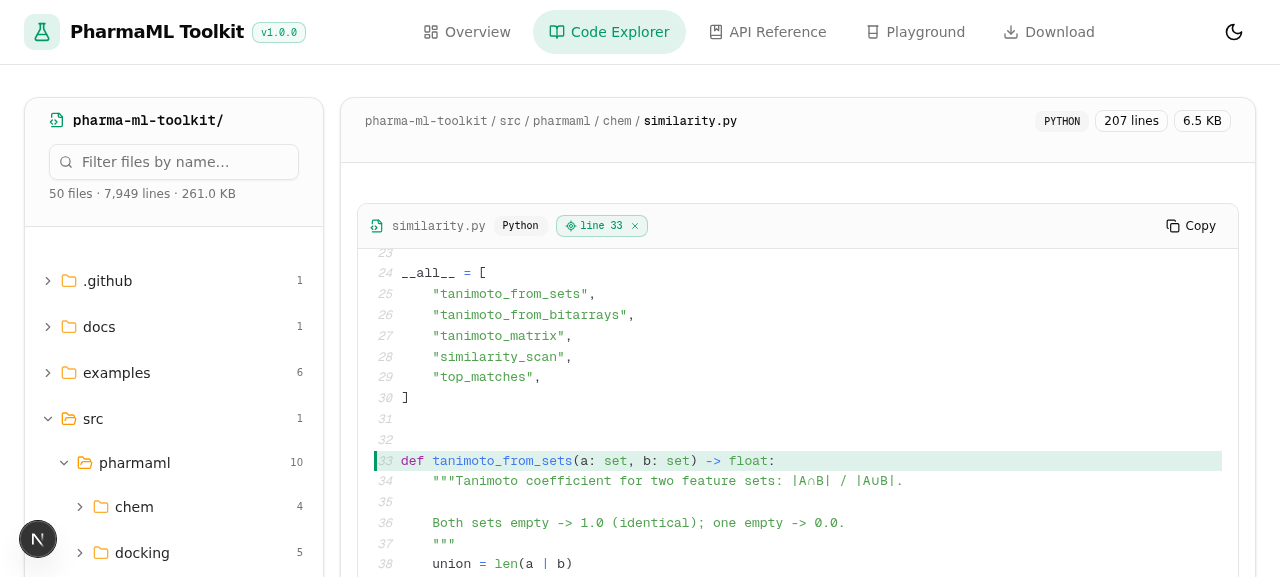 PharmaML Toolkit v1.0.0 Overview Code Explorer API Reference Playground Download
pharma-ml-toolkit/
Filter files by name…
50 files · 7,949 lines · 261.0 KB
.github 1
docs 1
examples 6
src 1
pharmaml 10
chem 4
docking 5
N
pharma-ml-toolkit / src / pharmaml / chem / similarity.py PYTHON 207 lines 6.5 KB
similarity.py Python line 33 × Copy
23
24 __all__ = [
25     "tanimoto_from_sets",
26     "tanimoto_from_bitarrays",
27     "tanimoto_matrix",
28     "similarity_scan",
29     "top_matches",
30 ]
31
32
33 def tanimoto_from_sets(a: set, b: set) -> float:
34     """Tanimoto coefficient for two feature sets: |A∩B| / |A∪B|.
35
36     Both sets empty -> 1.0 (identical); one empty -> 0.0.
37     """
38     union = len(a | b)